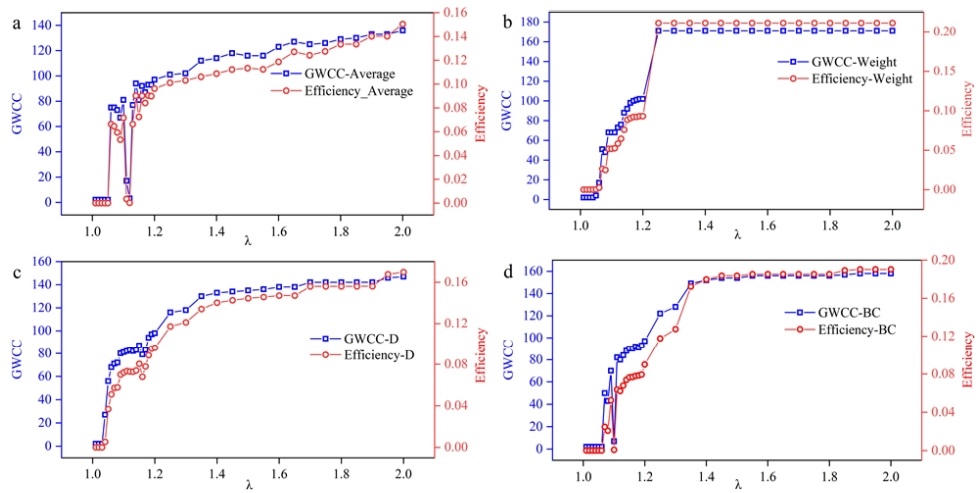 a
GWCC
140
120
100
80
60
40
20
0
GWCC-Average
Efficiency_Average
0.16
0.14
0.12
0.10
0.08
0.06
0.04
0.02
0.00
Efficiency
1.0 1.2 1.4 1.6 1.8 2.0
λ
b
GWCC
180
160
140
120
100
80
60
40
20
0
GWCC-Weight
Efficiency-Weight
0.20
0.15
0.10
0.05
0.00
Efficiency
1.0 1.2 1.4 1.6 1.8 2.0
λ
c
GWCC
160
140
120
100
80
60
40
20
0
GWCC-D
Efficiency-D
0.16
0.12
0.08
0.04
0.00
Efficiency
1.0 1.2 1.4 1.6 1.8 2.0
λ
d
GWCC
160
140
120
100
80
60
40
20
0
GWCC-BC
Efficiency-BC
0.20
0.16
0.12
0.08
0.04
0.00
Efficiency
1.0 1.2 1.4 1.6 1.8 2.0
λ